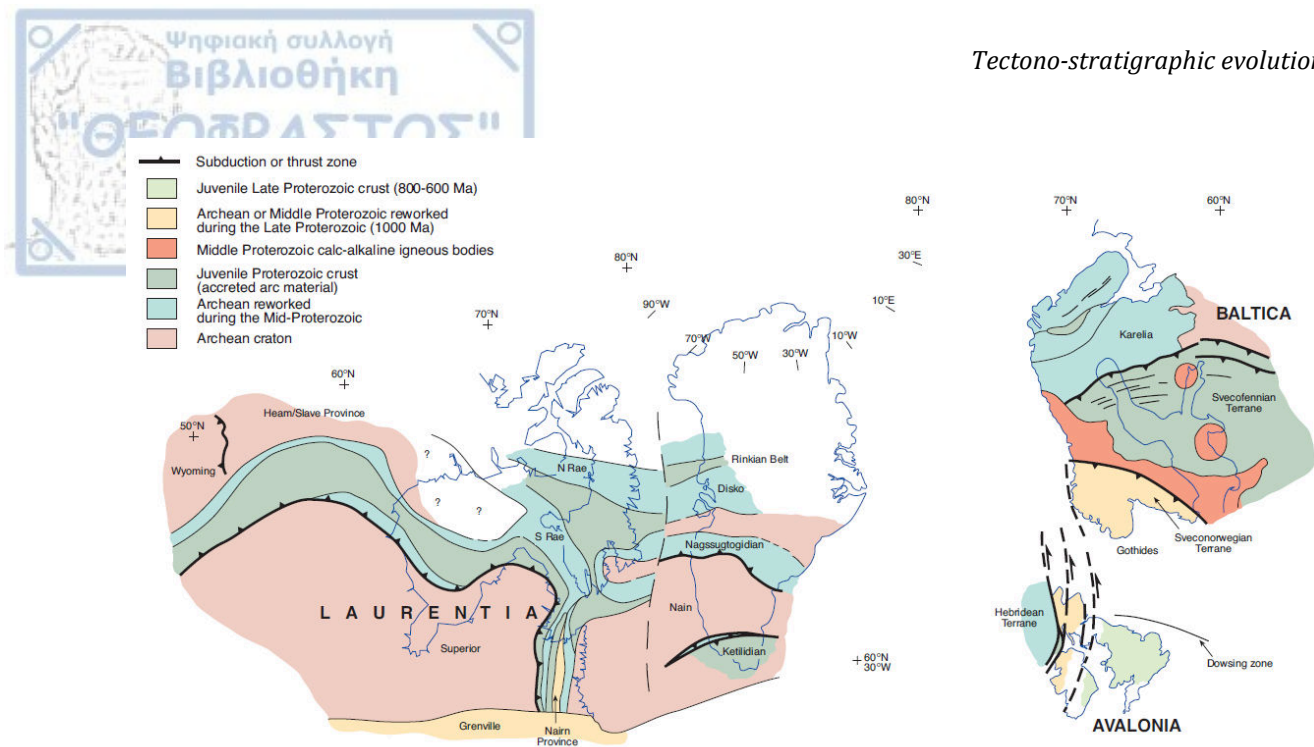 Ψηφιακή συλλογή
Βιβλιοθήκη
"ΘΕΟΦΡΑΣΤΟΣ"
Tectono-stratigraphic evolution
Subduction or thrust zone
Juvenile Late Proterozoic crust (800-600 Ma)
Archean or Middle Proterozoic reworked
during the Late Proterozoic (1000 Ma)
Middle Proterozoic calc-alkaline igneous bodies
Juvenile Proterozoic crust
(accreted arc material)
Archean reworked
during the Mid-Proterozoic
Archean craton
80°N
70°N
60°N
30°E
80°N
90°W
10°E
70°N
70°W
50°W
30°W
10°W
60°N
50°N
Hearn/Slave Province
Wyoming
?
?
?
N Rae
Rinkian Belt
Disko
S Rae
Nagssugtogidian
LAURENTIA
Superior
Nain
Ketilidian
60°N
30°W
Grenville
Nairn
Province
BALTICA
Karelia
Svecofennian
Terrane
Gothides
Sveconorwegian
Terrane
Hebridean
Terrane
Dowsing zone
AVALONIA